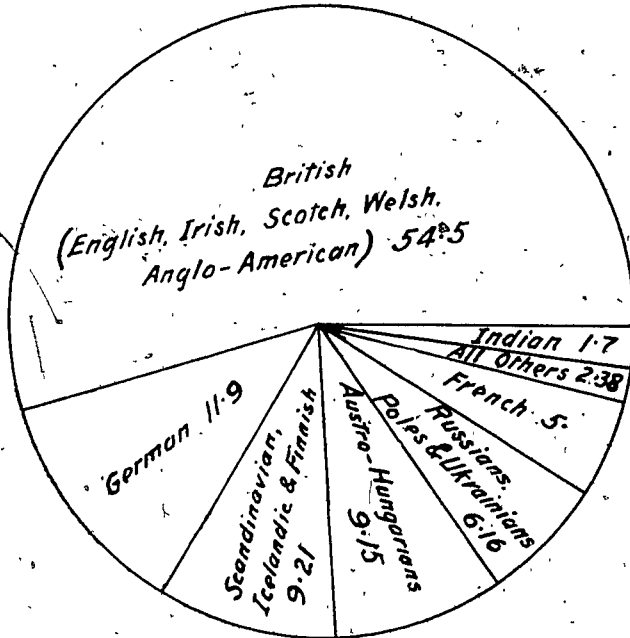 British
(English, Irish, Scotch, Welsh,
Anglo-American) 54·5
Indian 1·7
All Others 2·38
French 5·
Russians,
Poles & Ukrainians
6·16
Austro-Hungarians
9·15
Scandinavian,
Icelandic & Finnish
9·21
German 11·9